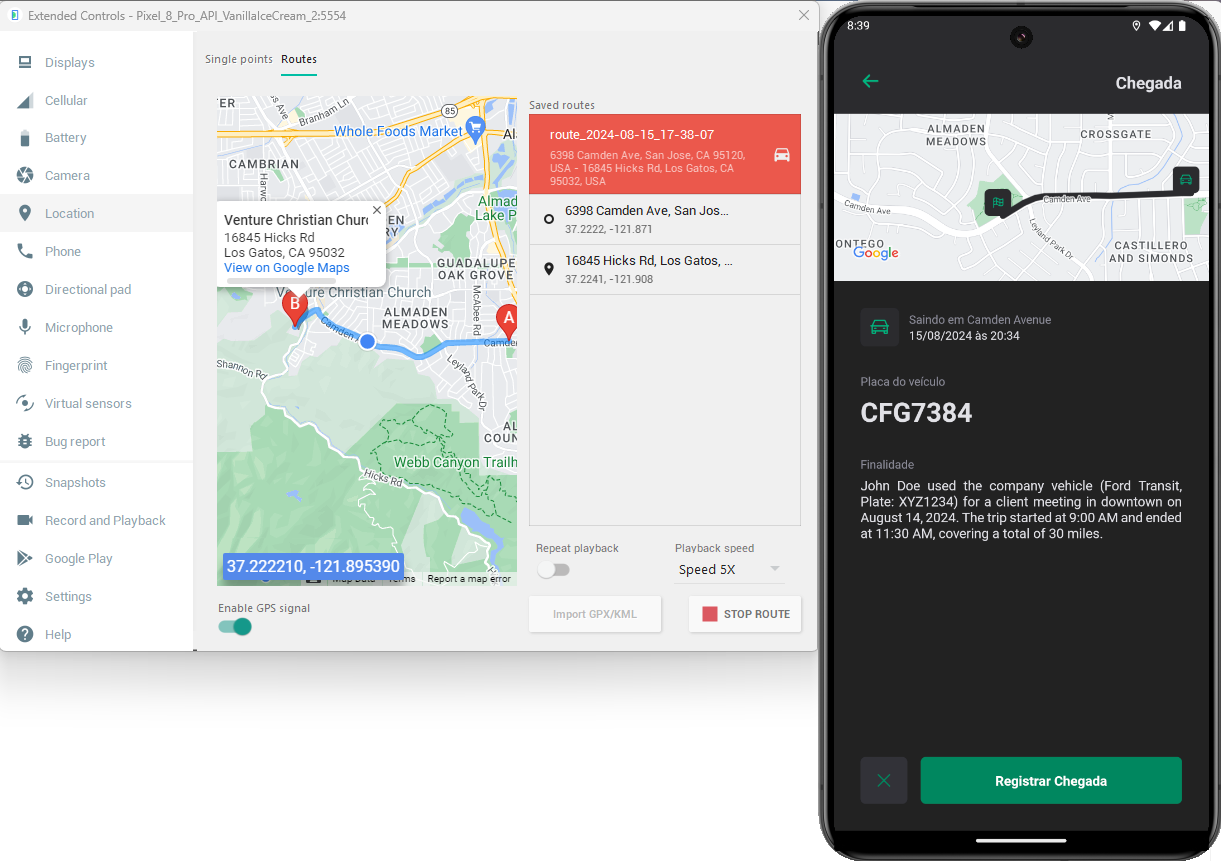 Extended Controls - Pixel_8_Pro_API_VanillaIceCream_2:5554
Displays
Cellular
Battery
Camera
Location
Phone
Directional pad
Microphone
Fingerprint
Virtual sensors
Bug report
Snapshots
Record and Playback
Google Play
Settings
Help
Single points
Routes
Branham Ln
85
Whole Foods Market
CAMBRIAN
Harwo
Almad
Lake P
Venture Christian Churc
16845 Hicks Rd
Los Gatos, CA 95032
View on Google Maps
GUADALUPE
OAK GROVE
Venture Christian Church
McAbee Rd
ALMADEN
MEADOWS
B
A
Camden
Camden
Shannon Rd
Leyland Park Dr
AL
COUN
Webb Canyon Trailh
Hicks Rd
37.222210, -121.895390
Map Data
Terms
Report a map error
Enable GPS signal
Saved routes
route_2024-08-15_17-38-07
6398 Camden Ave, San Jose, CA 95120,
USA - 16845 Hicks Rd, Los Gatos, CA
95032, USA
6398 Camden Ave, San Jos...
37.2222, -121.871
16845 Hicks Rd, Los Gatos, ...
37.2241, -121.908
Repeat playback
Playback speed
Speed 5X
Import GPX/KML
STOP ROUTE
8:39
Chegada
ALMADEN
MEADOWS
CROSSGATE
Camden Ave
Camden Ave
Leyland Park Dr
ONTEGO
Google
CASTILLERO
AND SIMONDS
Saindo em Camden Avenue
15/08/2024 às 20:34
Placa do veículo
CFG7384
Finalidade
John Doe used the company vehicle (Ford Transit,
Plate: XYZ1234) for a client meeting in downtown on
August 14, 2024. The trip started at 9:00 AM and ended
at 11:30 AM, covering a total of 30 miles.
Registrar Chegada